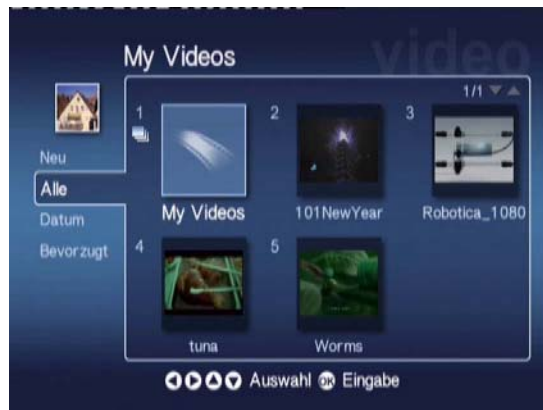 My Videos
video
1/1
1
2
3
Neu
Alle
Datum
Bevorzugt
My Videos
101NewYear
Robotica_1080
4
5
tuna
Worms
Auswahl OK Eingabe